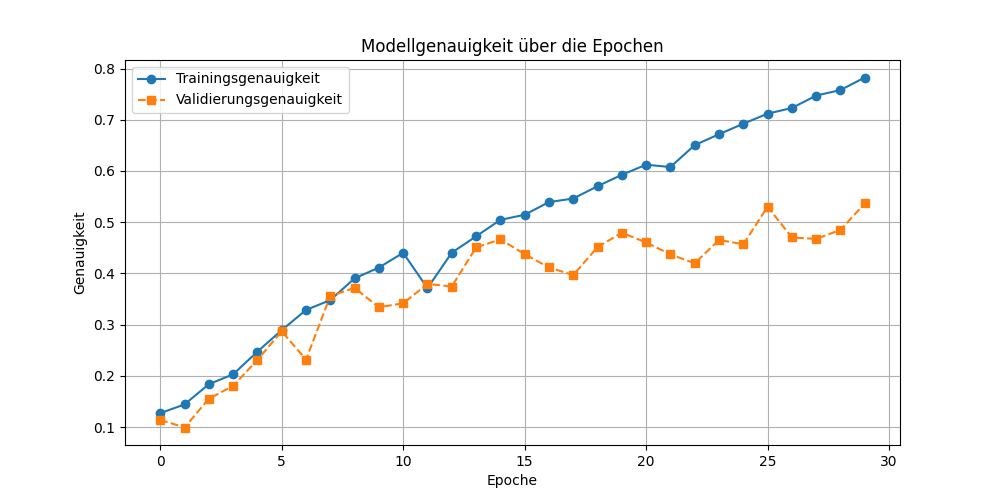 Modellgenauigkeit über die Epochen
Trainingsgenauigkeit
Validierungsgenauigkeit
Genauigkeit
0.8
0.7
0.6
0.5
0.4
0.3
0.2
0.1
0 5 10 15 20 25 30
Epoche